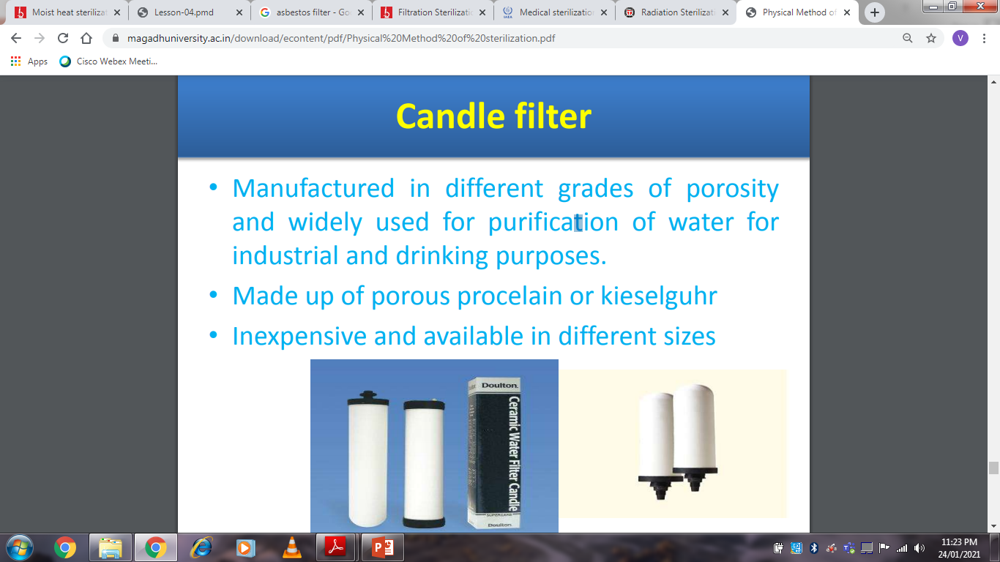 Moist heat sterilizat
Lesson-04.pmd
asbestos filter - Go
Filtration Sterilizati
Medical sterilization
Radiation Sterilizati
Physical Method of
magadhuniversity.ac.in/download/econtent/pdf/Physical%20Method%20of%20sterilization.pdf
V
Apps
Cisco Webex Meeti...
Candle filter
• Manufactured in different grades of porosity
and widely used for purification of water for
industrial and drinking purposes.
• Made up of porous procelain or kieselguhr
• Inexpensive and available in different sizes
Doulton
Ceramic Water Filter Candle
SUPERCARB
Doulton
11:23 PM
24/01/2021